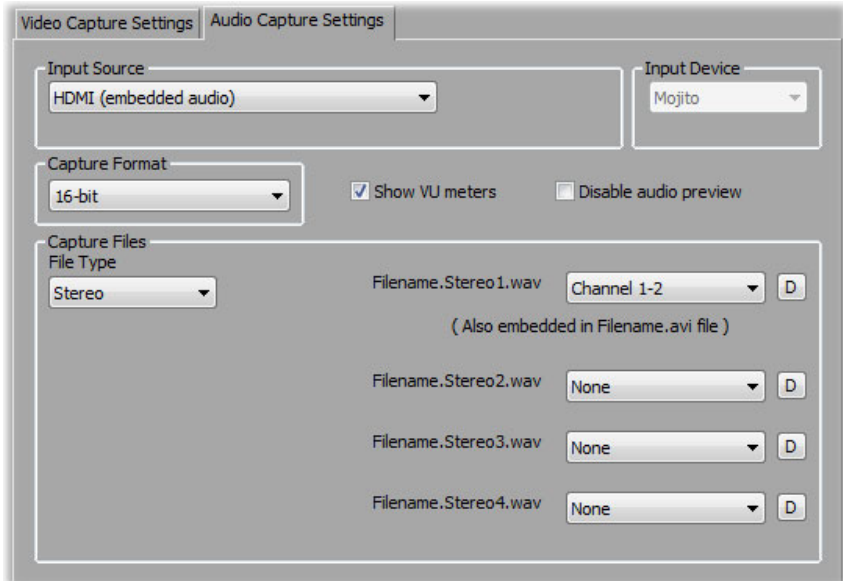 Video Capture Settings Audio Capture Settings
Input Source Input Device
HDMI (embedded audio) Mojito
Capture Format
16-bit Show VU meters Disable audio preview
Capture Files
File Type
Stereo Filename.Stereo1.wav Channel 1-2 D
( Also embedded in Filename.avi file )
Filename.Stereo2.wav None D
Filename.Stereo3.wav None D
Filename.Stereo4.wav None D